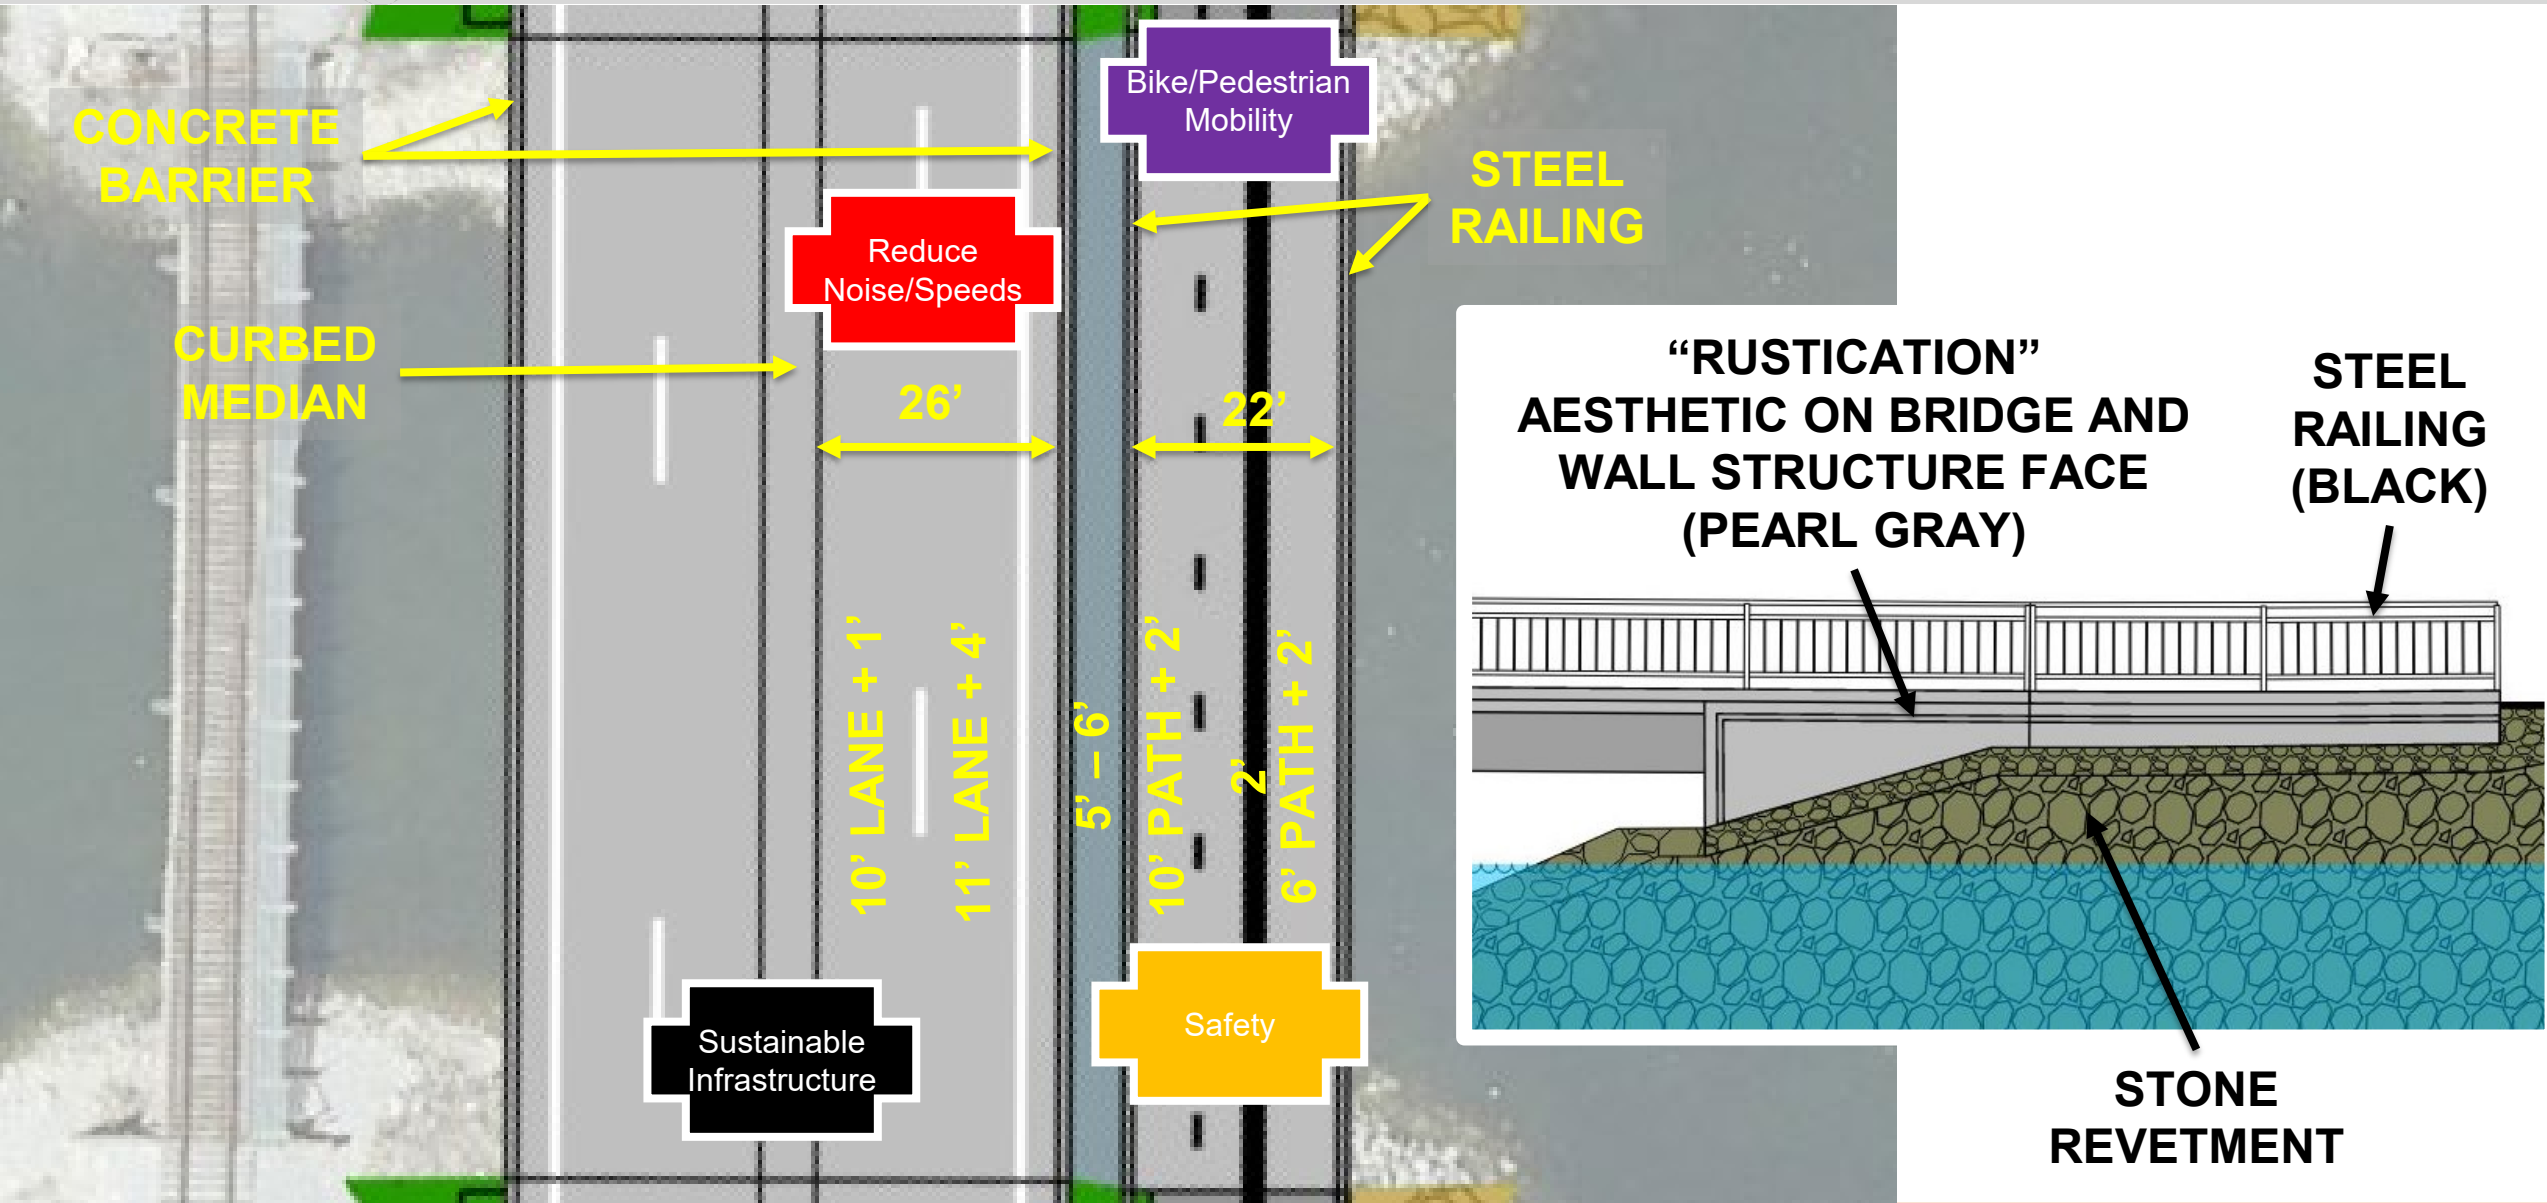 Bike/Pedestrian
Mobility
CONCRETE
BARRIER
STEEL
RAILING
Reduce
Noise/Speeds
CURBED
MEDIAN
26’
22’
10’ LANE + 1’
11’ LANE + 4’
5’ – 6’
10’ PATH + 2’
2’
6’ PATH + 2’
Sustainable
Infrastructure
Safety
“RUSTICATION”
AESTHETIC ON BRIDGE AND
WALL STRUCTURE FACE
(PEARL GRAY)
STEEL
RAILING
(BLACK)
STONE
REVETMENT